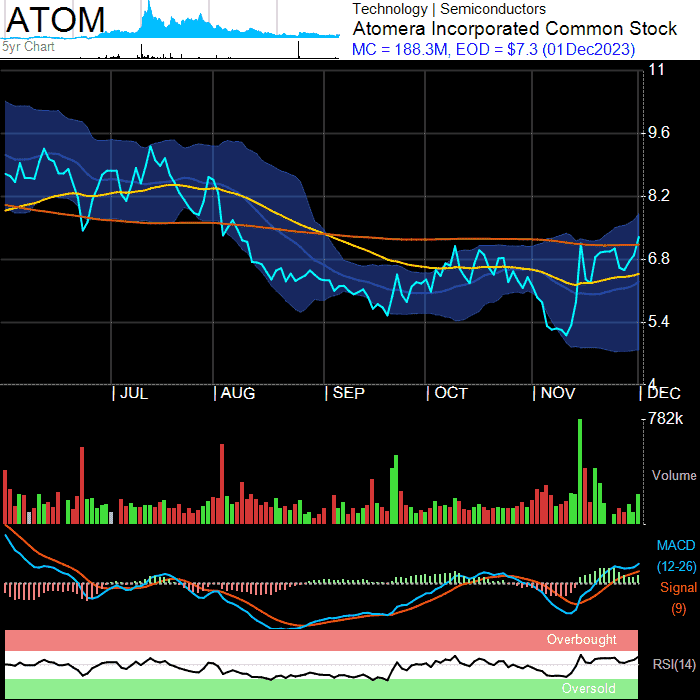 ATOM
5yr Chart
Technology | Semiconductors
Atomera Incorporated Common Stock
MC = 188.3M, EOD = $7.3 (01Dec2023)
11
9.6
8.2
6.8
5.4
4
JUL
AUG
SEP
OCT
NOV
DEC
782k
Volume
MACD
(12-26)
Signal
(9)
Overbought
RSI(14)
Oversold